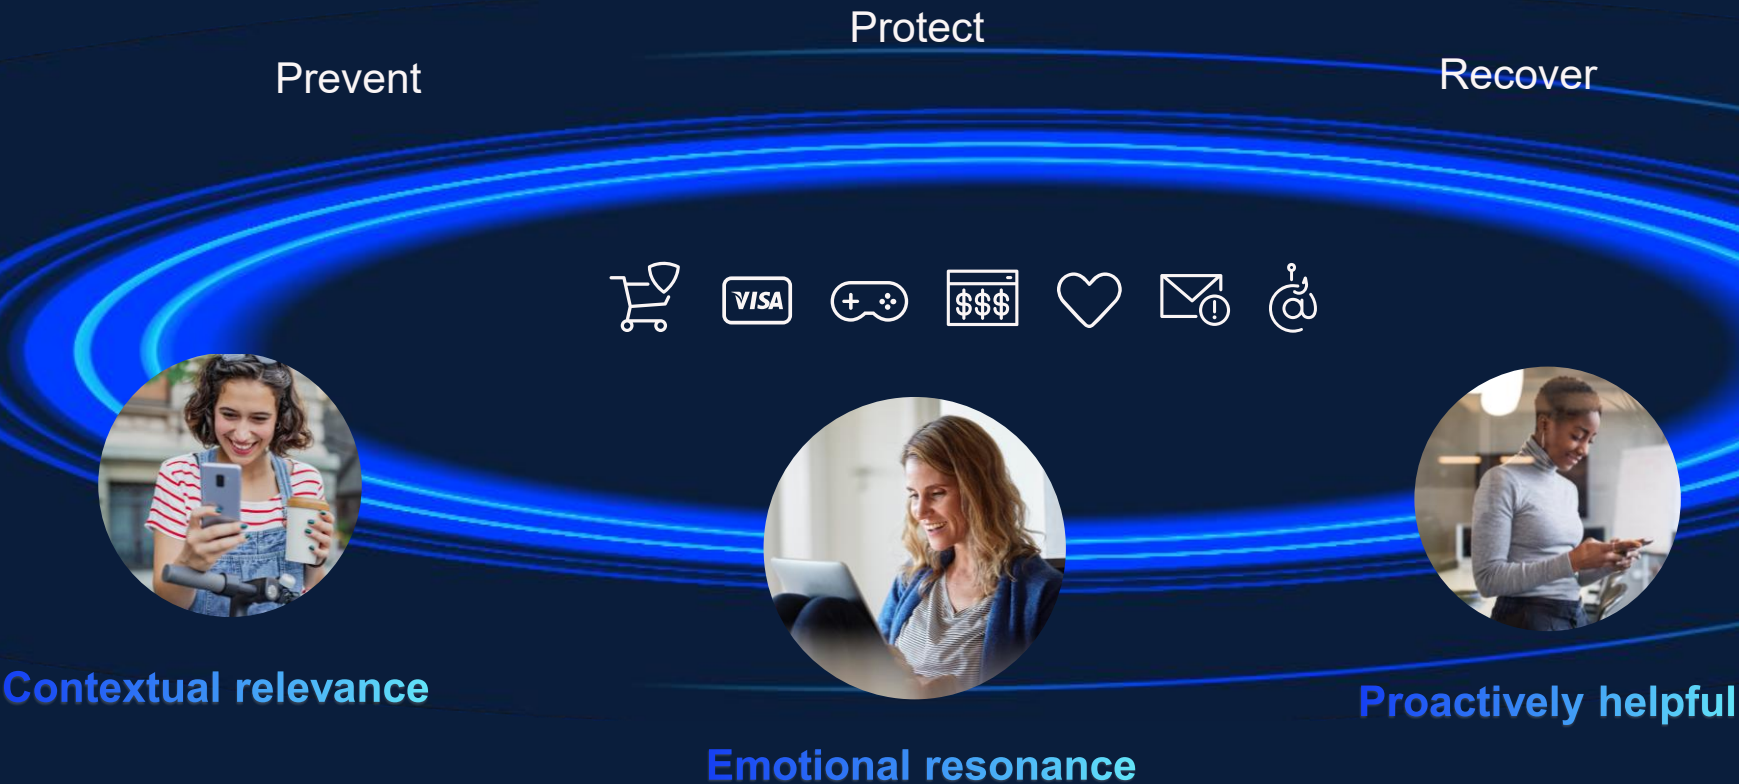 Protect
Prevent
Recover
VISA
$$$
@
Contextual relevance
Proactively helpful
Emotional resonance